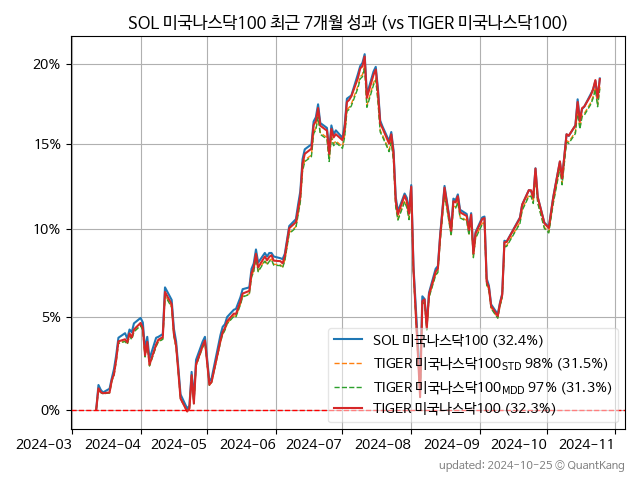 SOL 미국나스닥100 최근 7개월 성과 (vs TIGER 미국나스닥100)
20%
15%
10%
5%
0%
SOL 미국나스닥100 (32.4%)
TIGER 미국나스닥100STD 98% (31.5%)
TIGER 미국나스닥100MDD 97% (31.3%)
TIGER 미국나스닥100 (32.3%)
2024-03 2024-04 2024-05 2024-06 2024-07 2024-08 2024-09 2024-10 2024-11
updated: 2024-10-25 © QuantKang